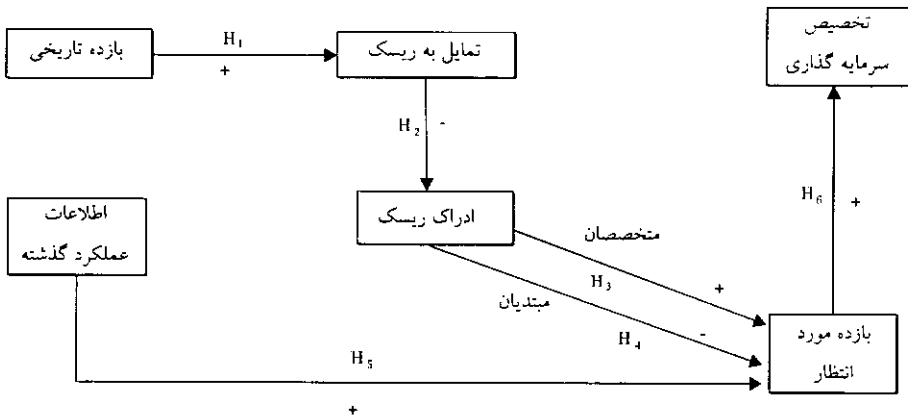 تخصیص
سرمایه گذاری
بازده تاریخی
H₁
+
تمایل به ریسک
H₂ -
H₆
+
ادراک ریسک
اطلاعات
عملکرد گذشته
متخصصان
H₃
+
مبتدیان
H₄
-
بازده مورد
انتظار
H₅
+